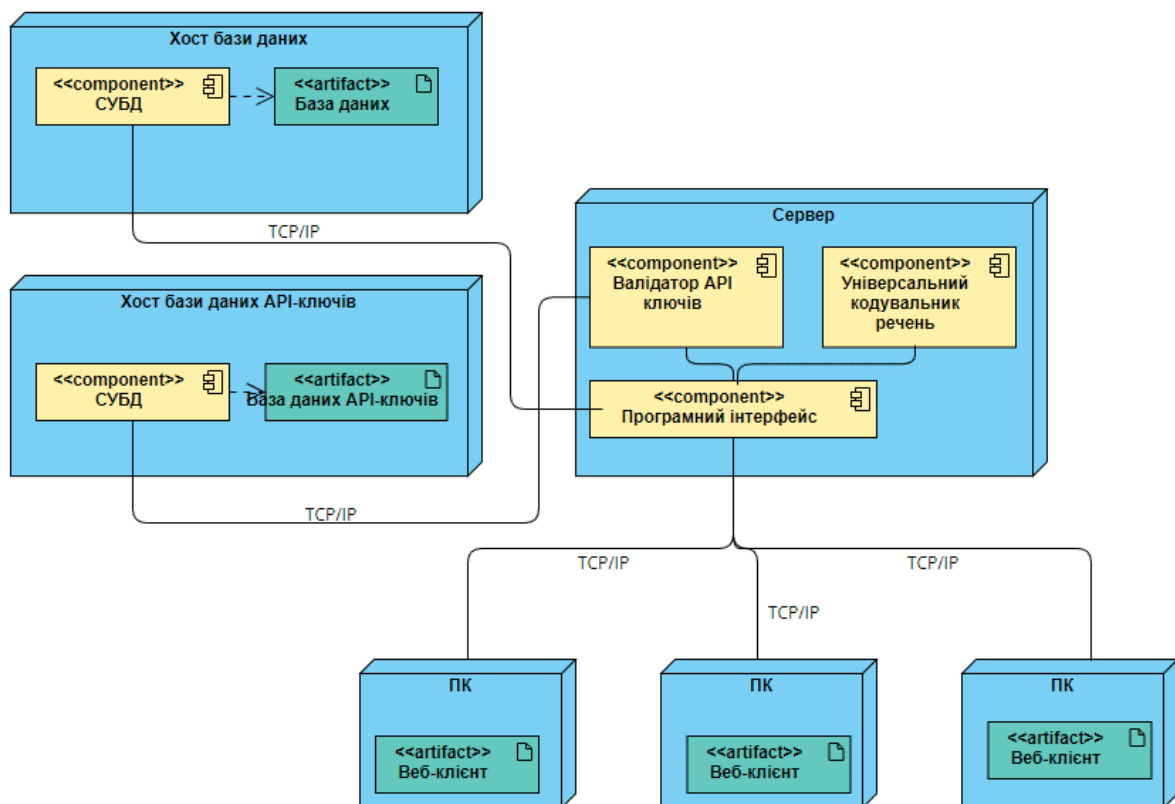 Хост бази даних
<<component>>
СУБД
<<artifact>>
База даних
TCP/IP
Сервер
<<component>>
Валідатор API
ключів
<<component>>
Універсальний
кодувальник
речень
<<component>>
Програмний інтерфейс
Хост бази даних API-ключів
<<component>>
СУБД
<<artifact>>
База даних API-ключів
TCP/IP
TCP/IP
TCP/IP
TCP/IP
ПК
<<artifact>>
Веб-клієнт
ПК
<<artifact>>
Веб-клієнт
ПК
<<artifact>>
Веб-клієнт